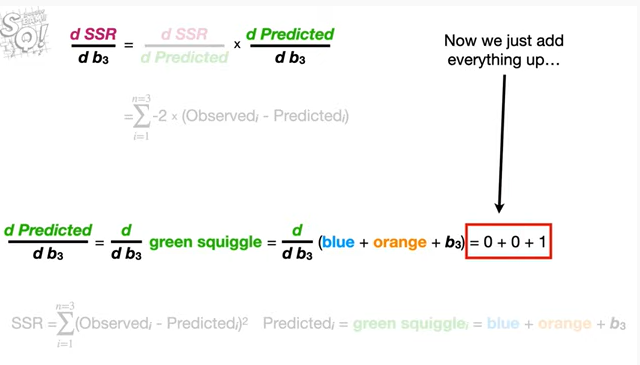 SQ!
d SSR / d b₃ = d SSR / d Predicted × d Predicted / d b₃
Now we just add
everything up…
= n=3 ∑ i=1 -2 × (Observedᵢ - Predictedᵢ)
d Predicted / d b₃ = d / d b₃ green squiggle = d / d b₃ (blue + orange + b₃) = 0 + 0 + 1
SSR = n=3 ∑ i=1 (Observedᵢ - Predictedᵢ)² Predictedᵢ = green squiggleᵢ = blue + orange + b₃